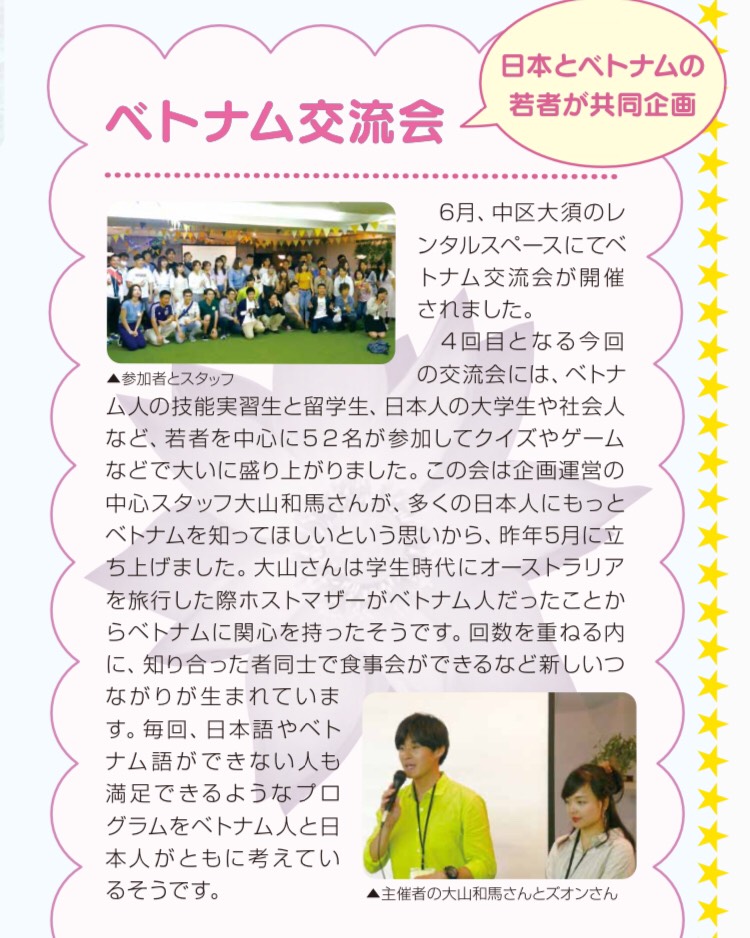 日本とベトナムの
若者が共同企画
ベトナム交流会
6月、中区大須のレ
ンタルスペースにてベ
トナム交流会が開催
されました。
4回目となる今回
の交流会には、ベトナ
▲参加者とスタッフ
ム人の技能実習生と留学生、日本人の大学生や社会人
など、若者を中心に52名が参加してクイズやゲーム
などで大いに盛り上がりました。この会は企画運営の
中心スタッフ大山和馬さんが、多くの日本人にもっと
ベトナムを知ってほしいという思いから、昨年5月に立
ち上げました。大山さんは学生時代にオーストラリア
を旅行した際ホストマザーがベトナム人だったことか
らベトナムに関心を持ったそうです。回数を重ねる内
に、知り合った者同士で食事会ができるなど新しいつ
ながりが生まれていま
す。毎回、日本語やベト
ナム語ができない人も
満足できるようなプロ
グラムをベトナム人と日
本人がともに考えてい
るそうです。
▲主催者の大山和馬さんとズオンさん